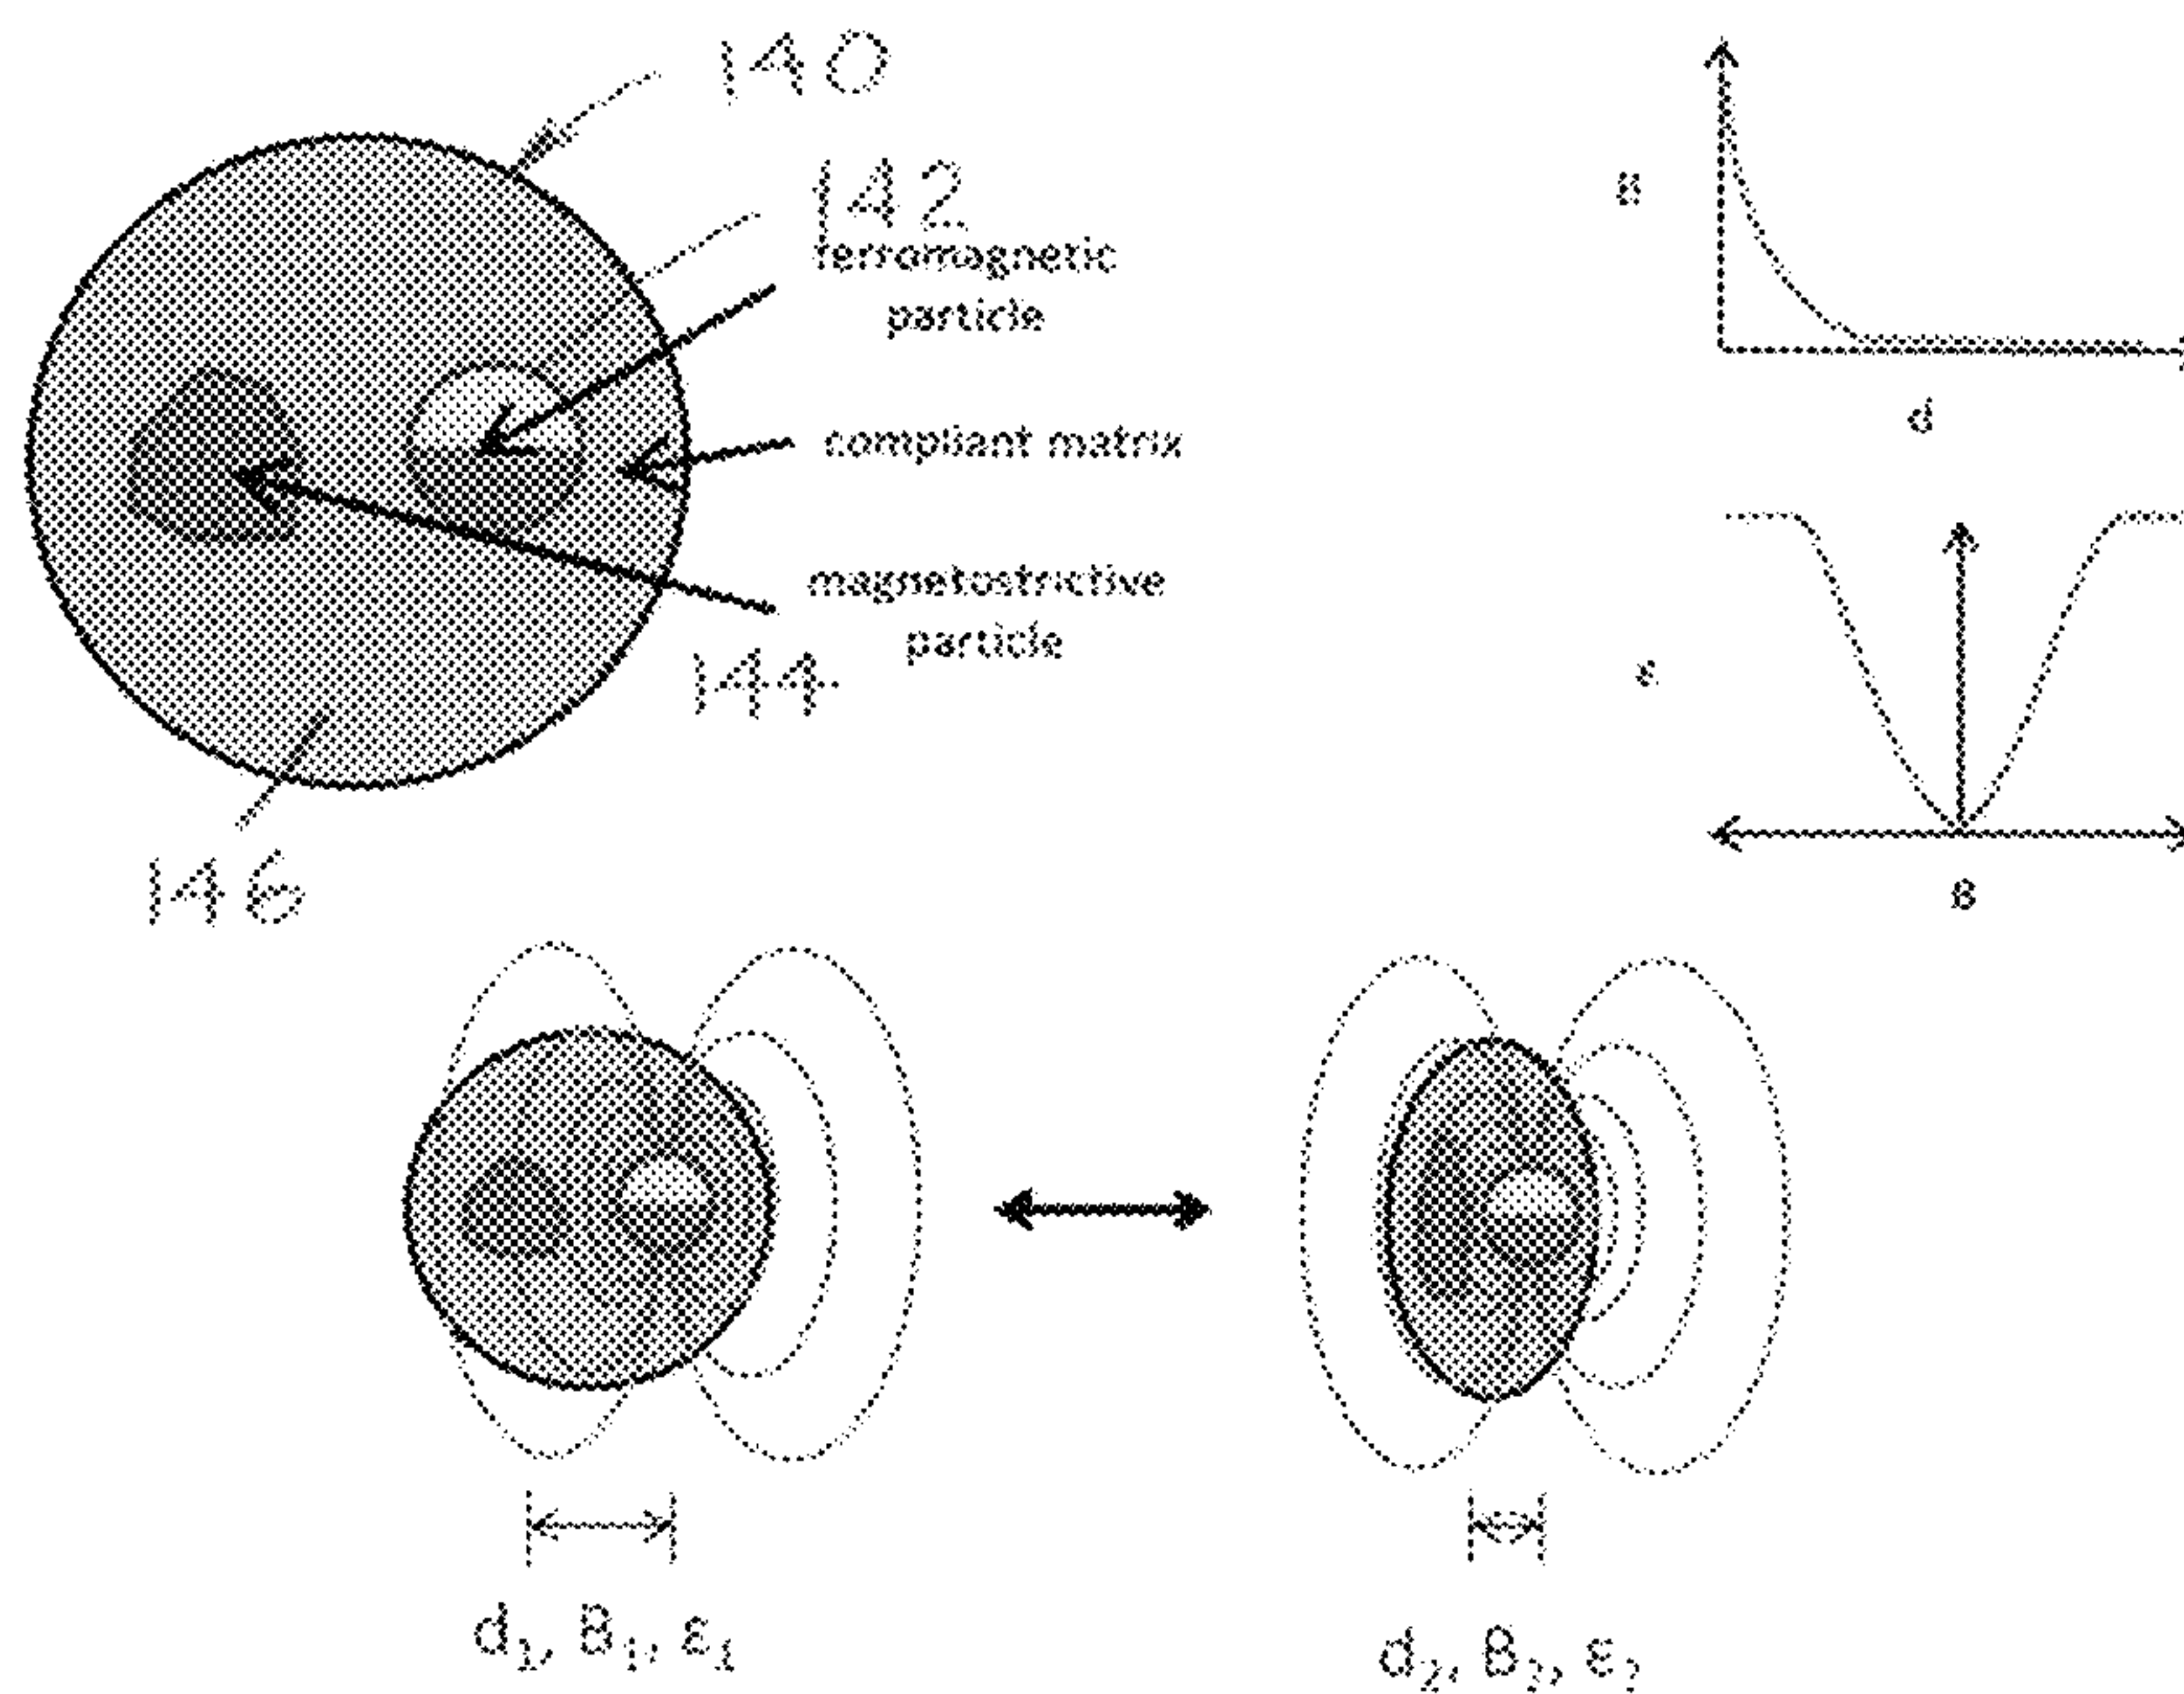 140
142
ferromagnetic
particle
compliant matrix
magnetostrictive
particle
144
146
B
d
ε
B
d₁, B₁, ε₁
d₂, B₂, ε₂